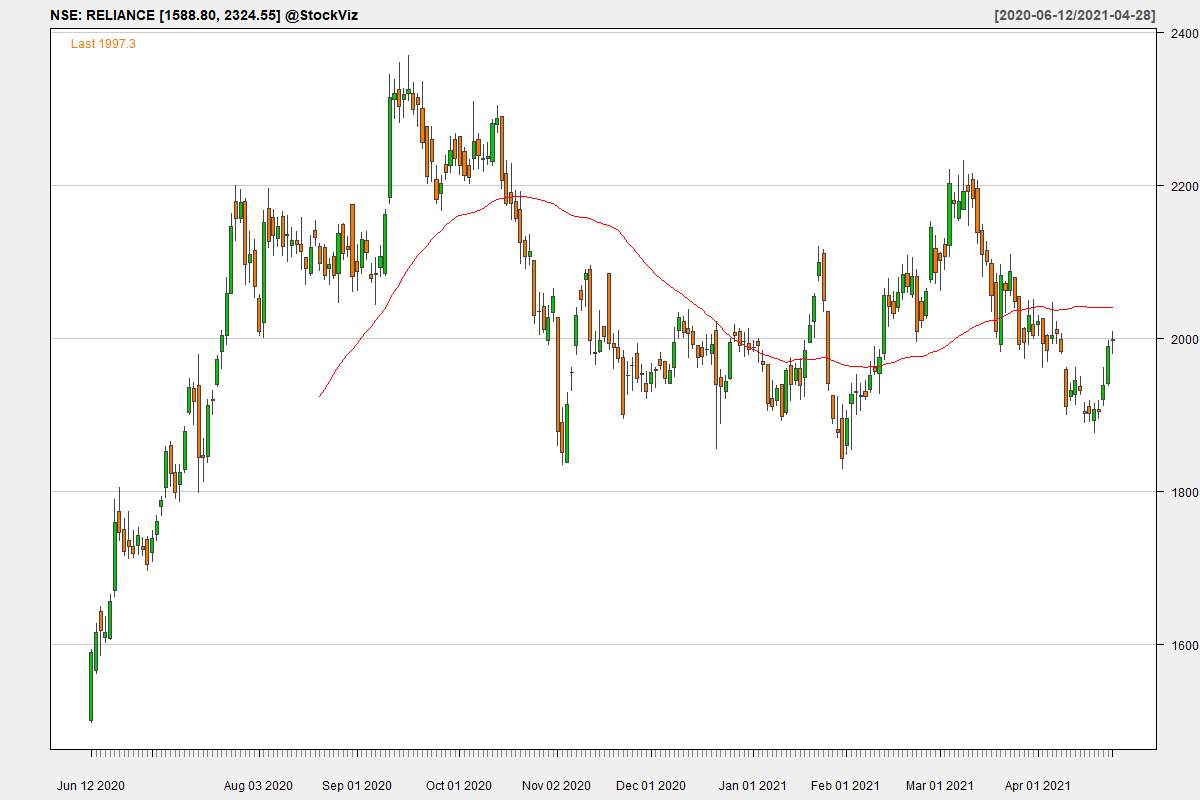 NSE: RELIANCE [1588.80, 2324.55] @StockViz [2020-06-12/2021-04-28]
Last 1997.3
2400
2200
2000
1800
1600
Jun 12 2020 Aug 03 2020 Sep 01 2020 Oct 01 2020 Nov 02 2020 Dec 01 2020 Jan 01 2021 Feb 01 2021 Mar 01 2021 Apr 01 2021